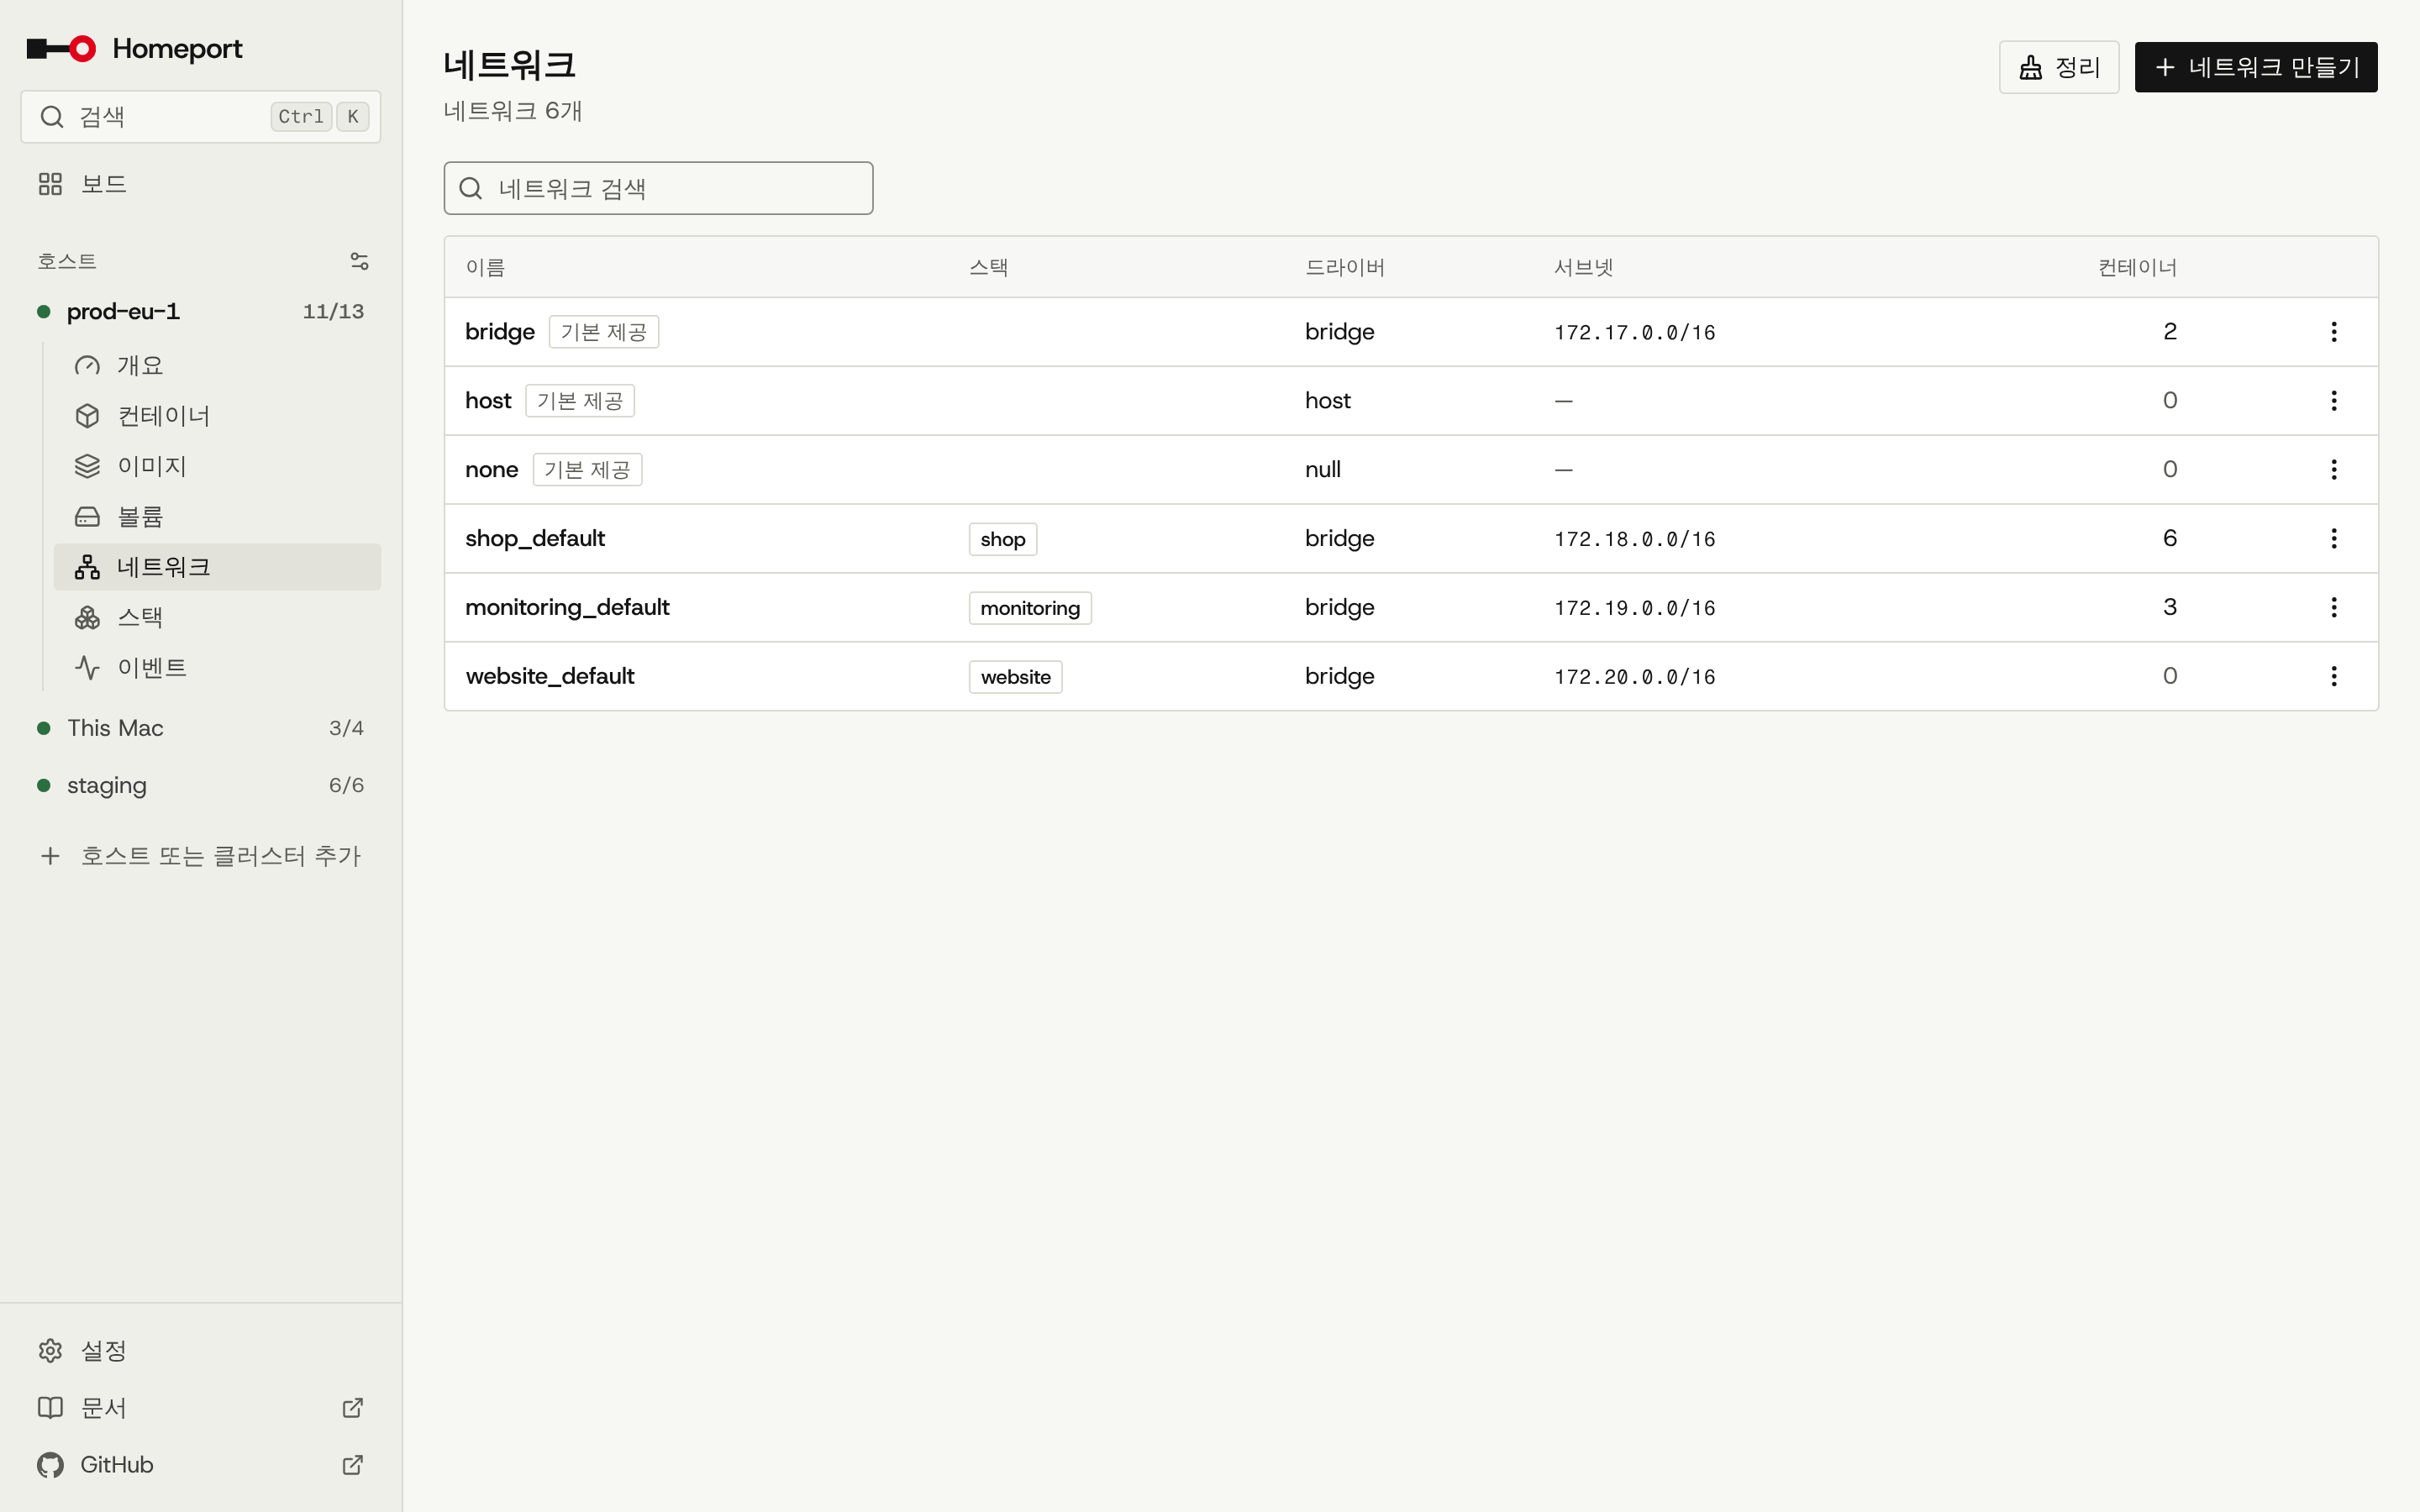 Homeport
검색 Ctrl K
보드
호스트
prod-eu-1 11/13
개요
컨테이너
이미지
볼륨
네트워크
스택
이벤트
This Mac 3/4
staging 6/6
호스트 또는 클러스터 추가
설정
문서
GitHub
네트워크
네트워크 6개
정리
네트워크 만들기
네트워크 검색
이름 스택 드라이버 서브넷 컨테이너
bridge 기본 제공 bridge 172.17.0.0/16 2
host 기본 제공 host — 0
none 기본 제공 null — 0
shop_default shop bridge 172.18.0.0/16 6
monitoring_default monitoring bridge 172.19.0.0/16 3
website_default website bridge 172.20.0.0/16 0